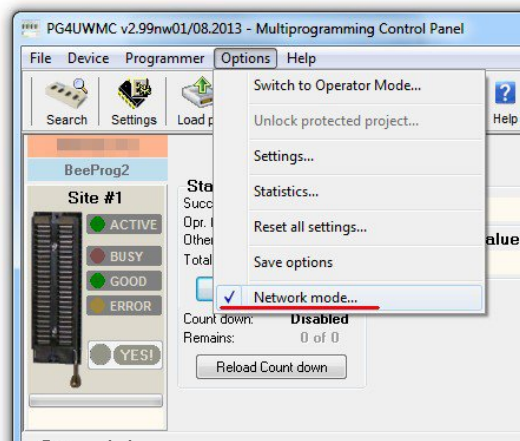 PG4UWMC v2.99nw01/08.2013 - Multiprogramming Control Panel
File Device Programmer Options Help
Search Settings Load p Help
Switch to Operator Mode...
Unlock protected project...
Settings...
Statistics...
Reset all settings...
Save options
Network mode...
BeeProg2
Site #1
ACTIVE
BUSY
GOOD
ERROR
YES!
Sta
Succ
Opr. 
Othe
Total
alue
Count down: Disabled
Remains: 0 of 0
Reload Count down